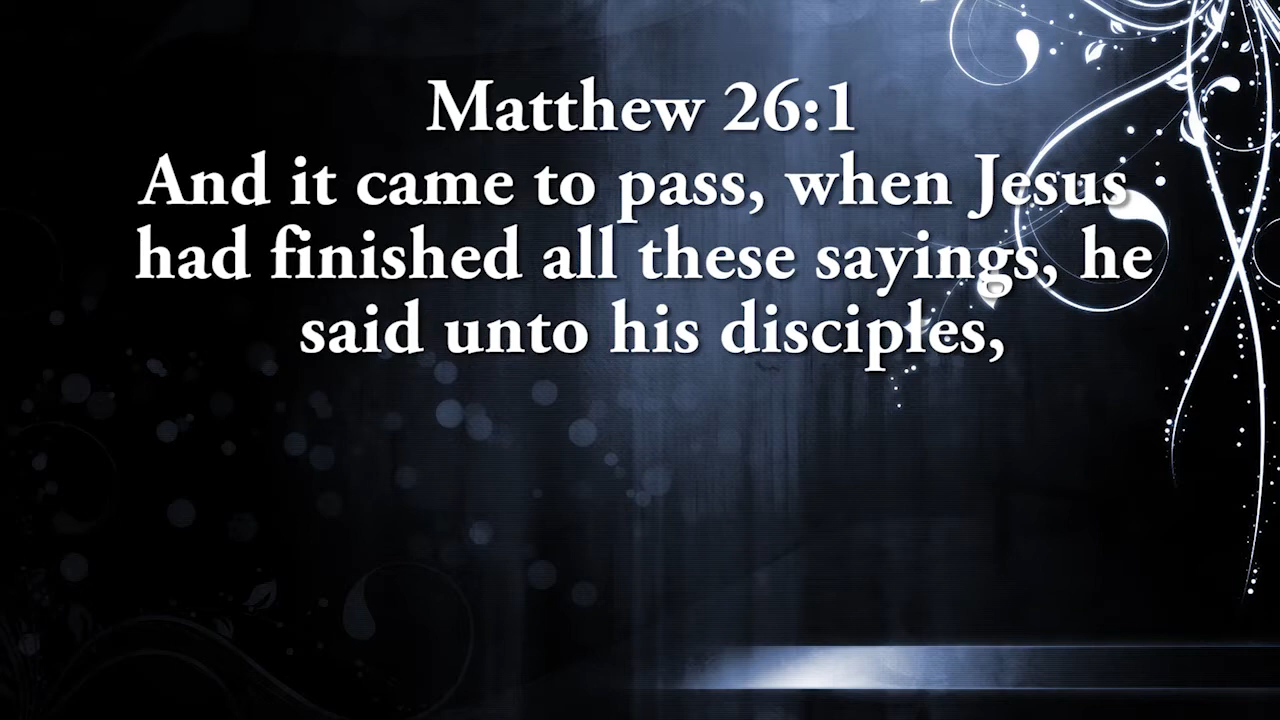 Matthew 26:1
And it came to pass, when Jesus
had finished all these sayings, he
said unto his disciples,